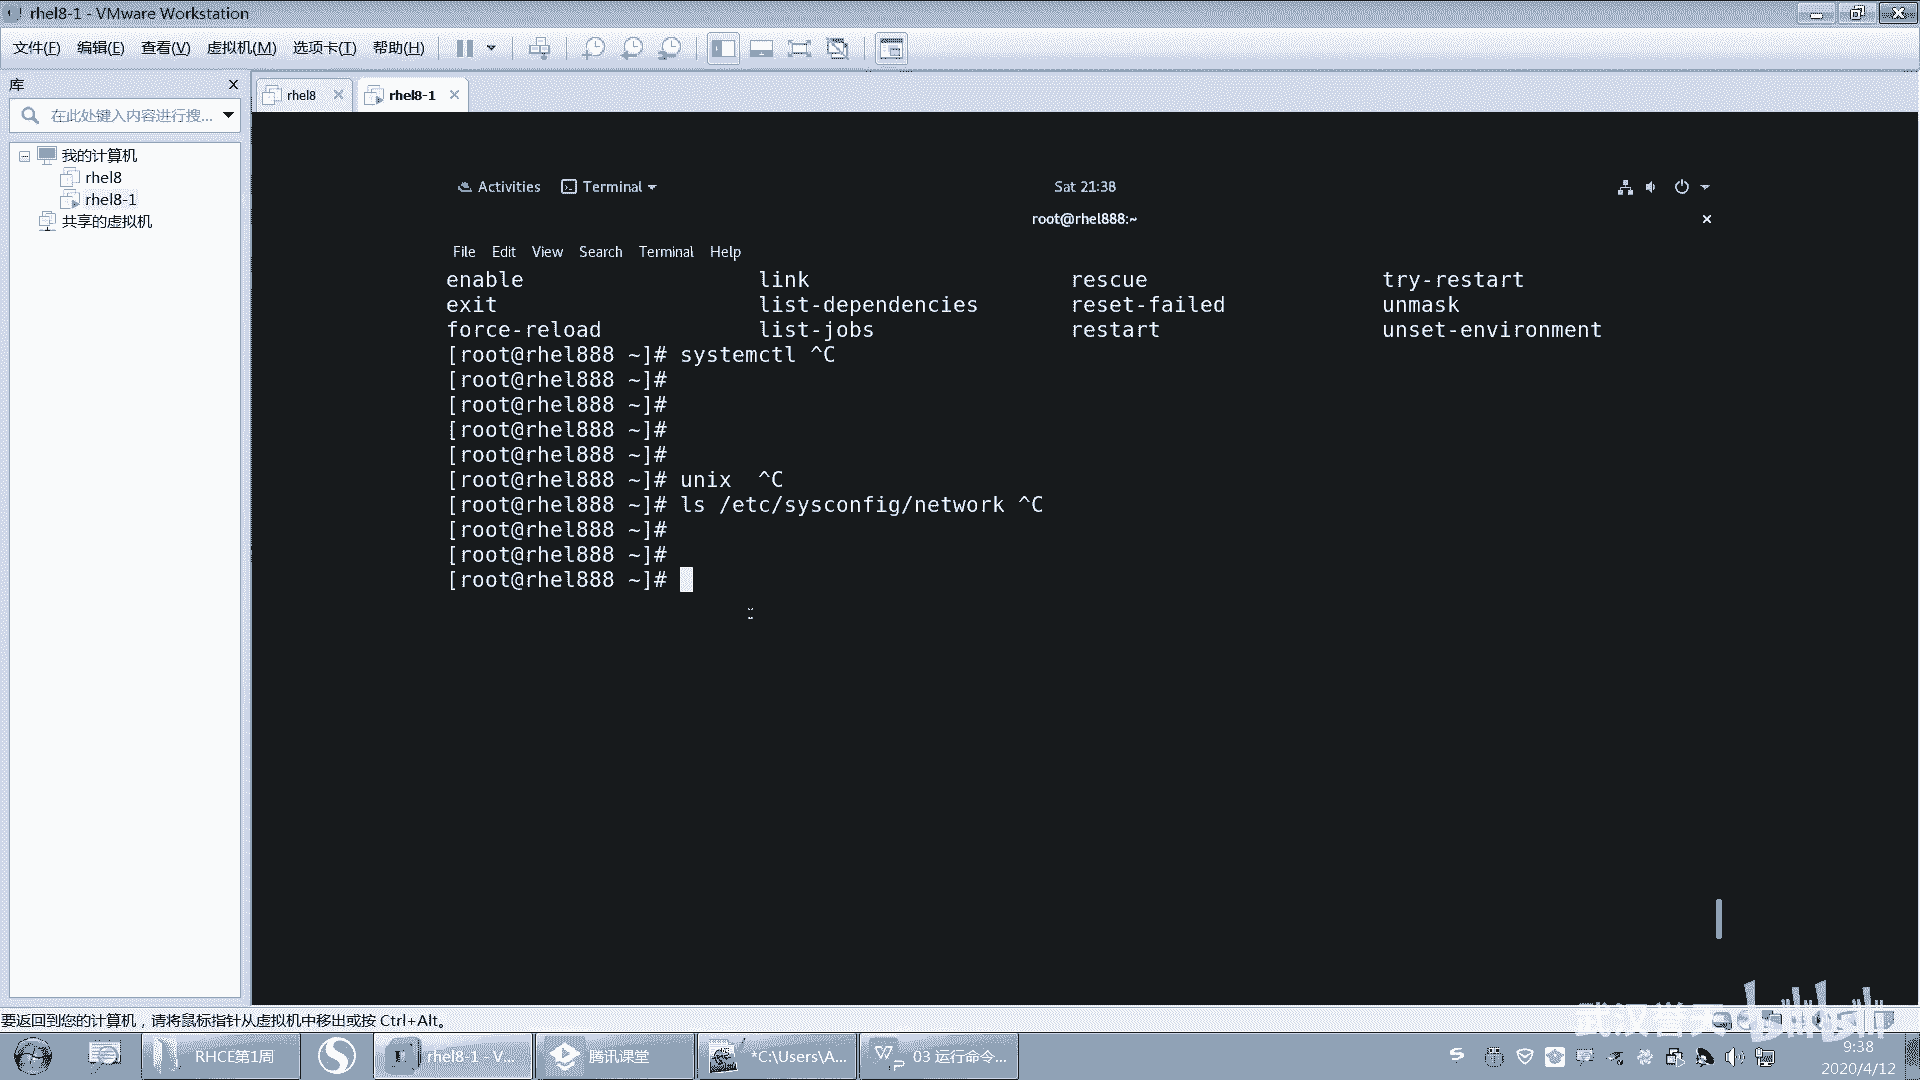 rhel8-1 - VMware Workstation
文件(F) 编辑(E) 查看(V) 虚拟机(M) 选项卡(T) 帮助(H)
库
在此处键入内容进行搜...
我的计算机
rhel8
rhel8-1
共享的虚拟机
rhel8 rhel8-1
Activities Terminal Sat 21:38
root@rhel888:~
File Edit View Search Terminal Help
enable link rescue try-restart
exit list-dependencies reset-failed unmask
force-reload list-jobs restart unset-environment
[root@rhel888 ~]# systemctl ^C
[root@rhel888 ~]#
[root@rhel888 ~]#
[root@rhel888 ~]#
[root@rhel888 ~]#
[root@rhel888 ~]# unix  ^C
[root@rhel888 ~]# ls /etc/sysconfig/network ^C
[root@rhel888 ~]#
[root@rhel888 ~]#
[root@rhel888 ~]#
要返回到您的计算机，请将鼠标指针从虚拟机中移出或按 Ctrl+Alt。
武汉誉天 bilibili
RHCE第1周 rhel8-1 - V... 腾讯课堂 *C:\Users\A... 03 运行命令...
9:38
2020/4/12